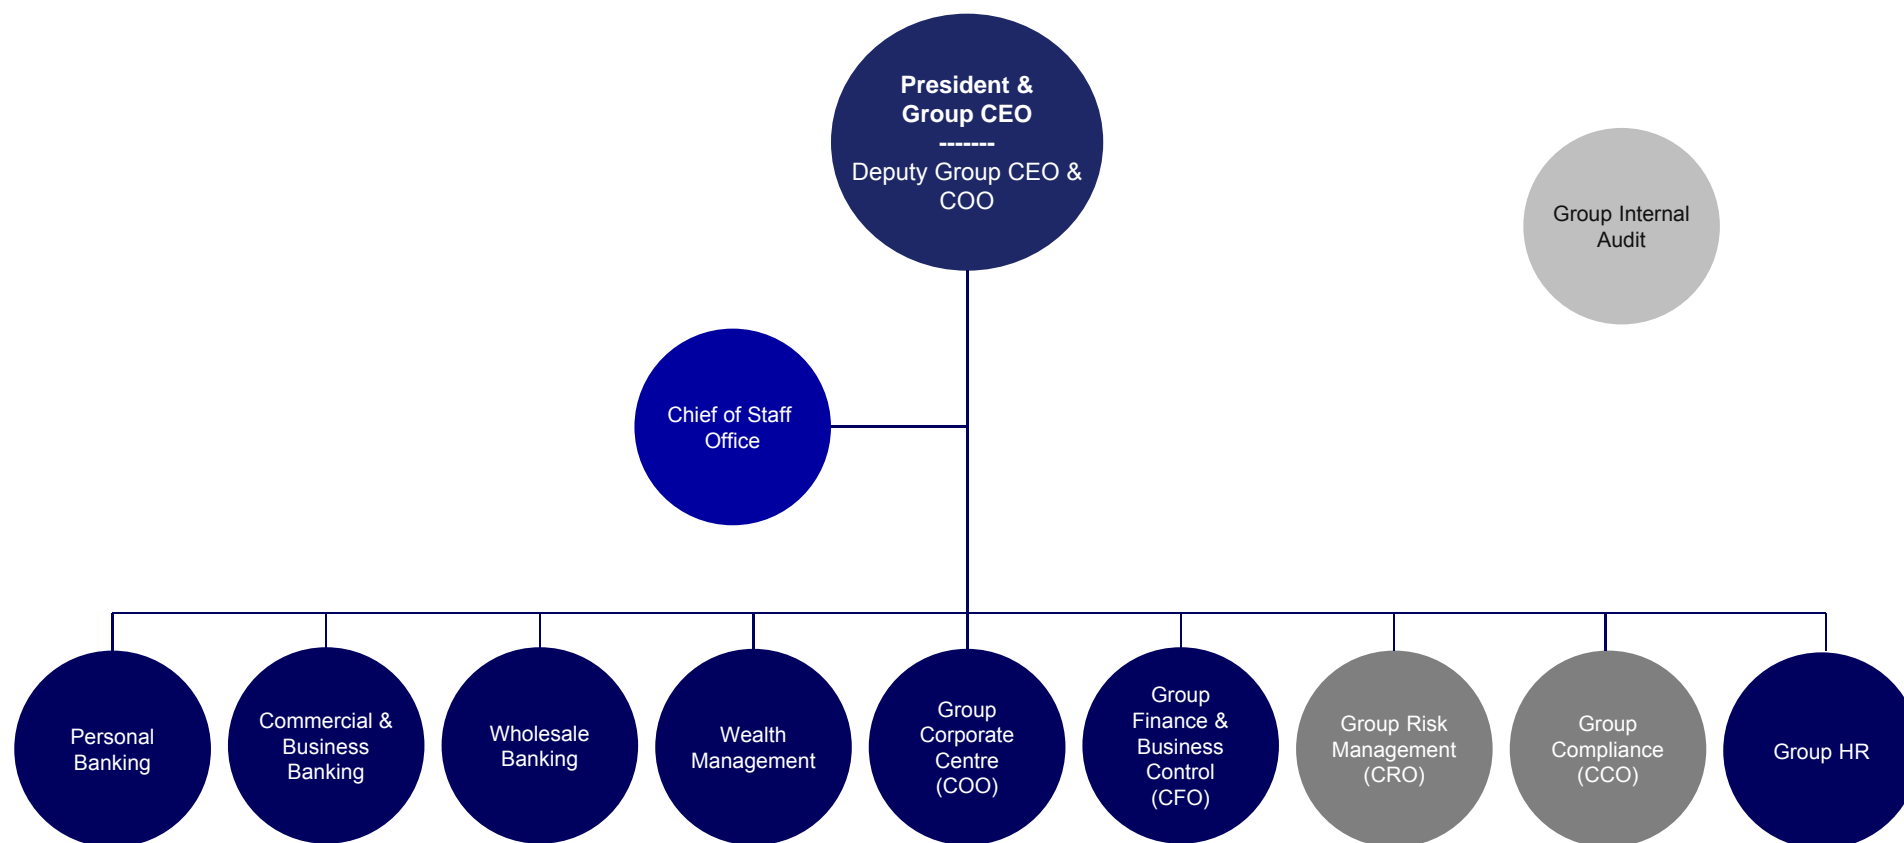 President &
Group CEO
-------
Deputy Group CEO &
COO
Group Internal
Audit
Chief of Staff
Office
Personal
Banking
Commercial &
Business
Banking
Wholesale
Banking
Wealth
Management
Group
Corporate
Centre
(COO)
Group
Finance &
Business
Control
(CFO)
Group Risk
Management
(CRO)
Group
Compliance
(CCO)
Group HR